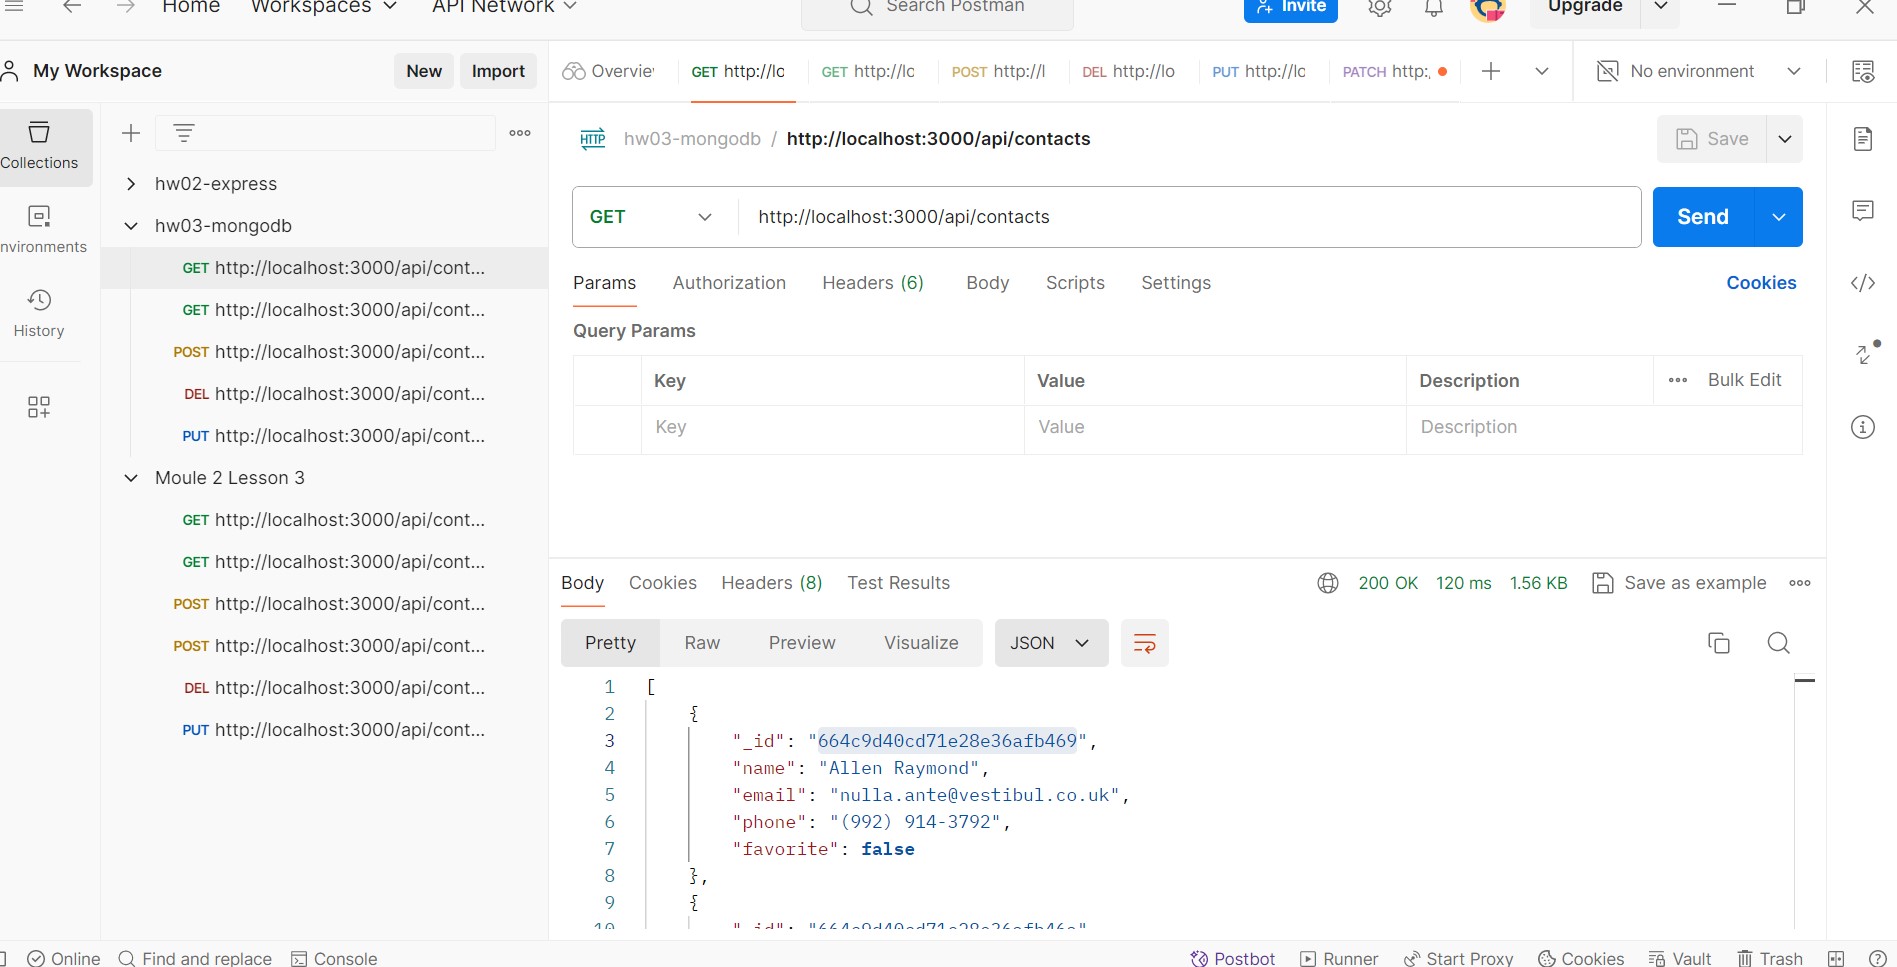 Home Workspaces API Network Search Postman Invite Upgrade
My Workspace New Import Overvie GET http://lo GET http://lo POST http://l DEL http://lo PUT http://lo PATCH http:, No environment
Collections
nvironments
History
hw02-express
hw03-mongodb
GET http://localhost:3000/api/cont...
GET http://localhost:3000/api/cont...
POST http://localhost:3000/api/cont...
DEL http://localhost:3000/api/cont...
PUT http://localhost:3000/api/cont...
Moule 2 Lesson 3
GET http://localhost:3000/api/cont...
GET http://localhost:3000/api/cont...
POST http://localhost:3000/api/cont...
POST http://localhost:3000/api/cont...
DEL http://localhost:3000/api/cont...
PUT http://localhost:3000/api/cont...
HTTP hw03-mongodb / http://localhost:3000/api/contacts Save
GET http://localhost:3000/api/contacts Send
Params Authorization Headers (6) Body Scripts Settings Cookies
Query Params
Key Value Description Bulk Edit
Key Value Description
Body Cookies Headers (8) Test Results 200 OK 120 ms 1.56 KB Save as example
Pretty Raw Preview Visualize JSON
1 [
2 {
3 "_id": "664c9d40cd71e28e36afb469",
4 "name": "Allen Raymond",
5 "email": "nulla.ante@vestibul.co.uk",
6 "phone": "(992) 914-3792",
7 "favorite": false
8 },
9 {
10 "_id": "664c9d40cd71e28e36afb46a"
Online Find and replace Console Postbot Runner Start Proxy Cookies Vault Trash